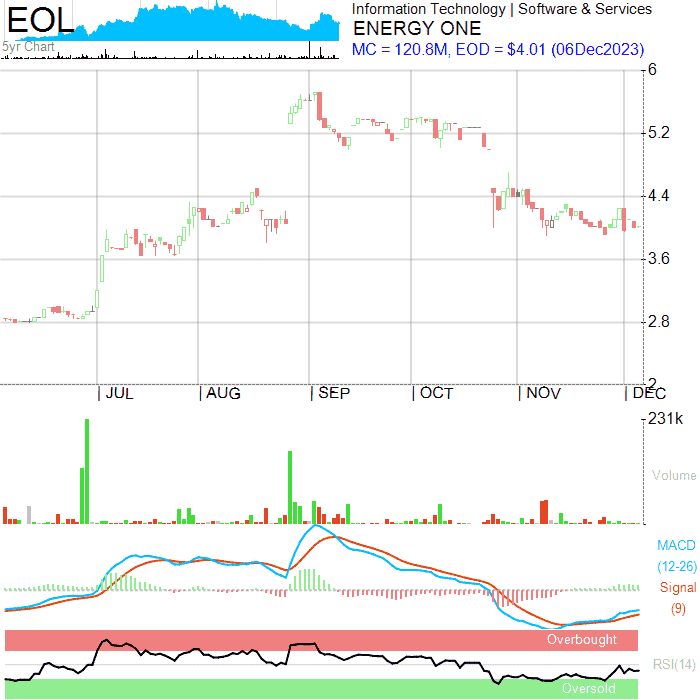 EOL
5yr Chart
Information Technology | Software & Services
ENERGY ONE
MC = 120.8M, EOD = $4.01 (06Dec2023)
6
5.2
4.4
3.6
2.8
2
JUL AUG SEP OCT NOV DEC
231k
Volume
MACD
(12-26)
Signal
(9)
Overbought
RSI(14)
Oversold